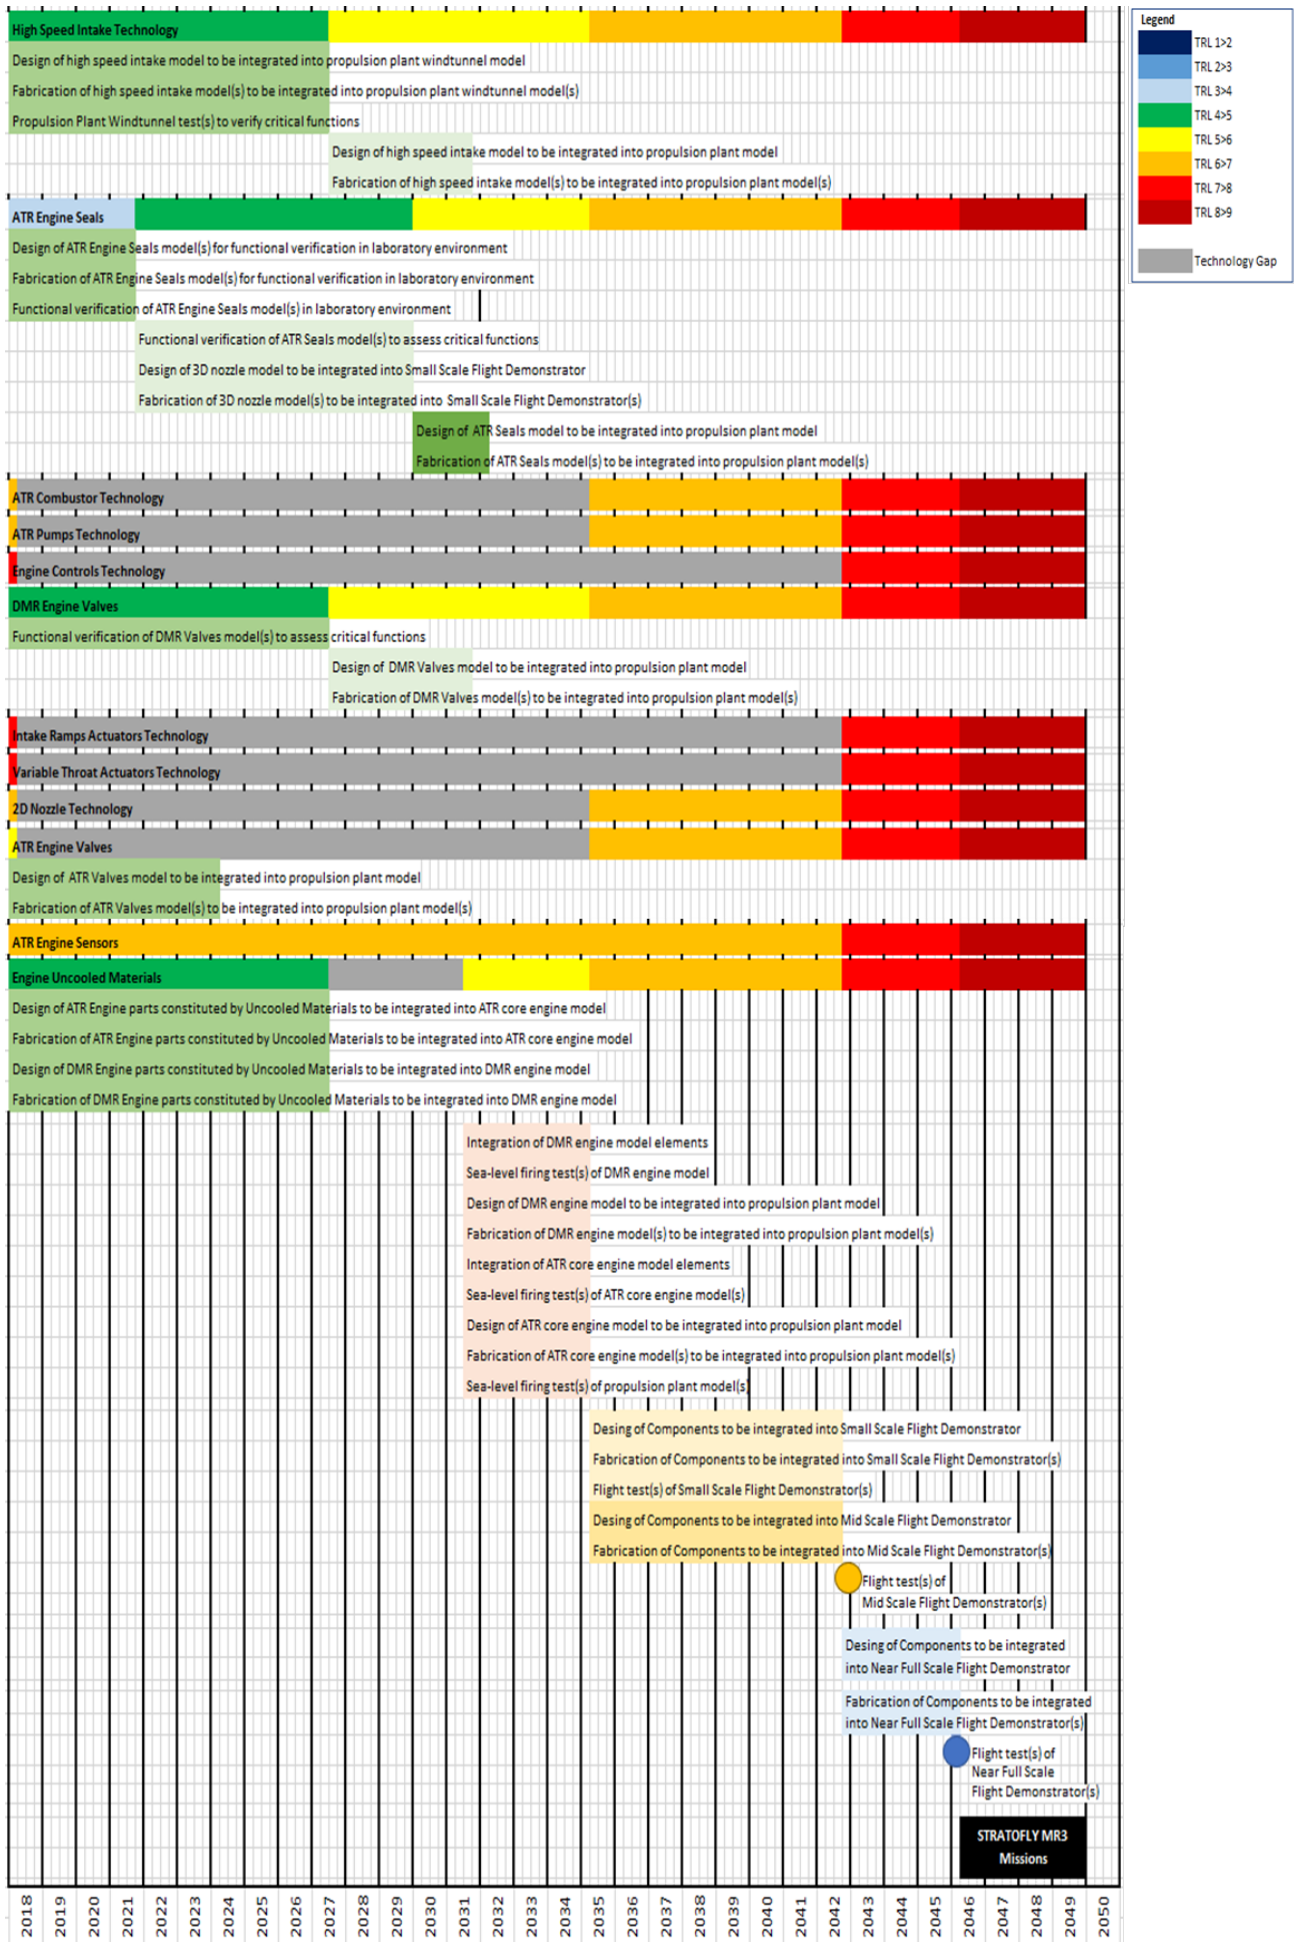 High Speed Intake Technology
Design of high speed intake model to be integrated into propulsion plant windtunnel model
Fabrication of high speed intake model(s) to be integrated into propulsion plant windtunnel model(s)
Propulsion Plant Windtunnel test(s) to verify critical functions
Design of high speed intake model to be integrated into propulsion plant model
Fabrication of high speed intake model(s) to be integrated into propulsion plant model(s)
ATR Engine Seals
Design of ATR Engine Seals model(s) for functional verification in laboratory environment
Fabrication of ATR Engine Seals model(s) for functional verification in laboratory environment
Functional verification of ATR Engine Seals model(s) in laboratory environment
Functional verification of ATR Seals model(s) to assess critical functions
Design of 3D nozzle model to be integrated into Small Scale Flight Demonstrator
Fabrication of 3D nozzle model(s) to be integrated into Small Scale Flight Demonstrator(s)
Design of ATR Seals model to be integrated into propulsion plant model
Fabrication of ATR Seals model(s) to be integrated into propulsion plant model(s)
ATR Combustor Technology
ATR Pumps Technology
Engine Controls Technology
DMR Engine Valves
Functional verification of DMR Valves model(s) to assess critical functions
Design of DMR Valves model to be integrated into propulsion plant model
Fabrication of DMR Valves model(s) to be integrated into propulsion plant model(s)
Intake Ramps Actuators Technology
Variable Throat Actuators Technology
2D Nozzle Technology
ATR Engine Valves
Design of ATR Valves model to be integrated into propulsion plant model
Fabrication of ATR Valves model(s) to be integrated into propulsion plant model(s)
ATR Engine Sensors
Engine Uncooled Materials
Design of ATR Engine parts constituted by Uncooled Materials to be integrated into ATR core engine model
Fabrication of ATR Engine parts constituted by Uncooled Materials to be integrated into ATR core engine model
Design of DMR Engine parts constituted by Uncooled Materials to be integrated into DMR engine model
Fabrication of DMR Engine parts constituted by Uncooled Materials to be integrated into DMR engine model
Integration of DMR engine model elements
Sea-level firing test(s) of DMR engine model
Design of DMR engine model to be integrated into propulsion plant model
Fabrication of DMR engine model(s) to be integrated into propulsion plant model(s)
Integration of ATR core engine model elements
Sea-level firing test(s) of ATR core engine model(s)
Design of ATR core engine model to be integrated into propulsion plant model
Fabrication of ATR core engine model(s) to be integrated into propulsion plant model(s)
Sea-level firing test(s) of propulsion plant model(s)
Desing of Components to be integrated into Small Scale Flight Demonstrator
Fabrication of Components to be integrated into Small Scale Flight Demonstrator(s)
Flight test(s) of Small Scale Flight Demonstrator(s)
Desing of Components to be integrated into Mid Scale Flight Demonstrator
Fabrication of Components to be integrated into Mid Scale Flight Demonstrator(s)
Flight test(s) of
Mid Scale Flight Demonstrator(s)
Desing of Components to be integrated
into Near Full Scale Flight Demonstrator
Fabrication of Components to be integrated
into Near Full Scale Flight Demonstrator(s)
Flight test(s) of
Near Full Scale
Flight Demonstrator(s)
STRATOFLY MR3
Missions
2018
2019
2020
2021
2022
2023
2024
2025
2026
2027
2028
2029
2030
2031
2032
2033
2034
2035
2036
2037
2038
2039
2040
2041
2042
2043
2044
2045
2046
2047
2048
2049
2050
Legend
TRL 1>2
TRL 2>3
TRL 3>4
TRL 4>5
TRL 5>6
TRL 6>7
TRL 7>8
TRL 8>9
Technology Gap